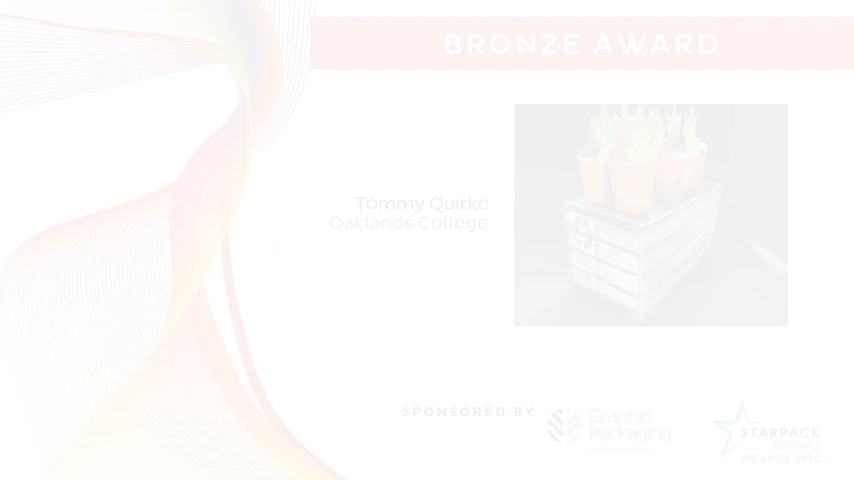 BRONZE AWARD
Tommy Quirke
Oaklands College
SPONSORED BY
Graphic
Packaging
STARPACK
AWARDS 2020